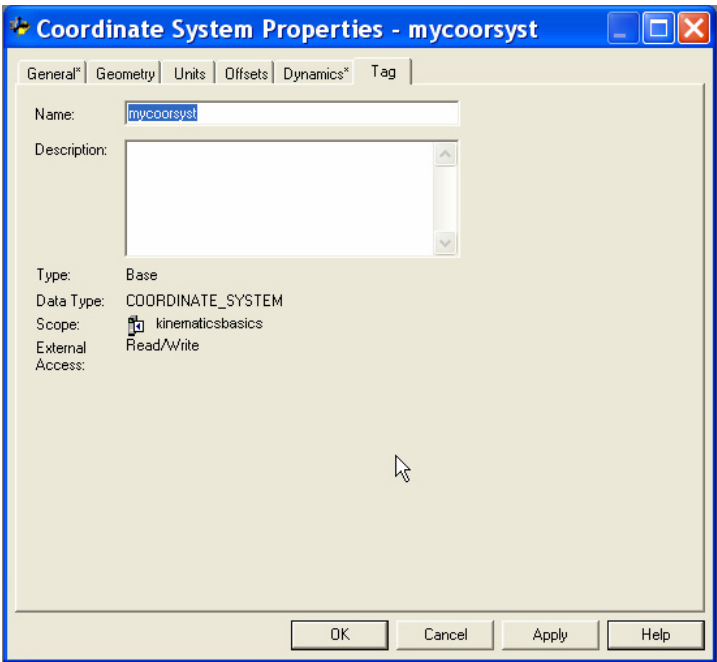 Coordinate System Properties - mycoorsyst
General* Geometry Units Offsets Dynamics* Tag
Name: mycoorsyst
Description:
Type: Base
Data Type: COORDINATE_SYSTEM
Scope: kinematicsbasics
External Access: Read/Write
OK Cancel Apply Help